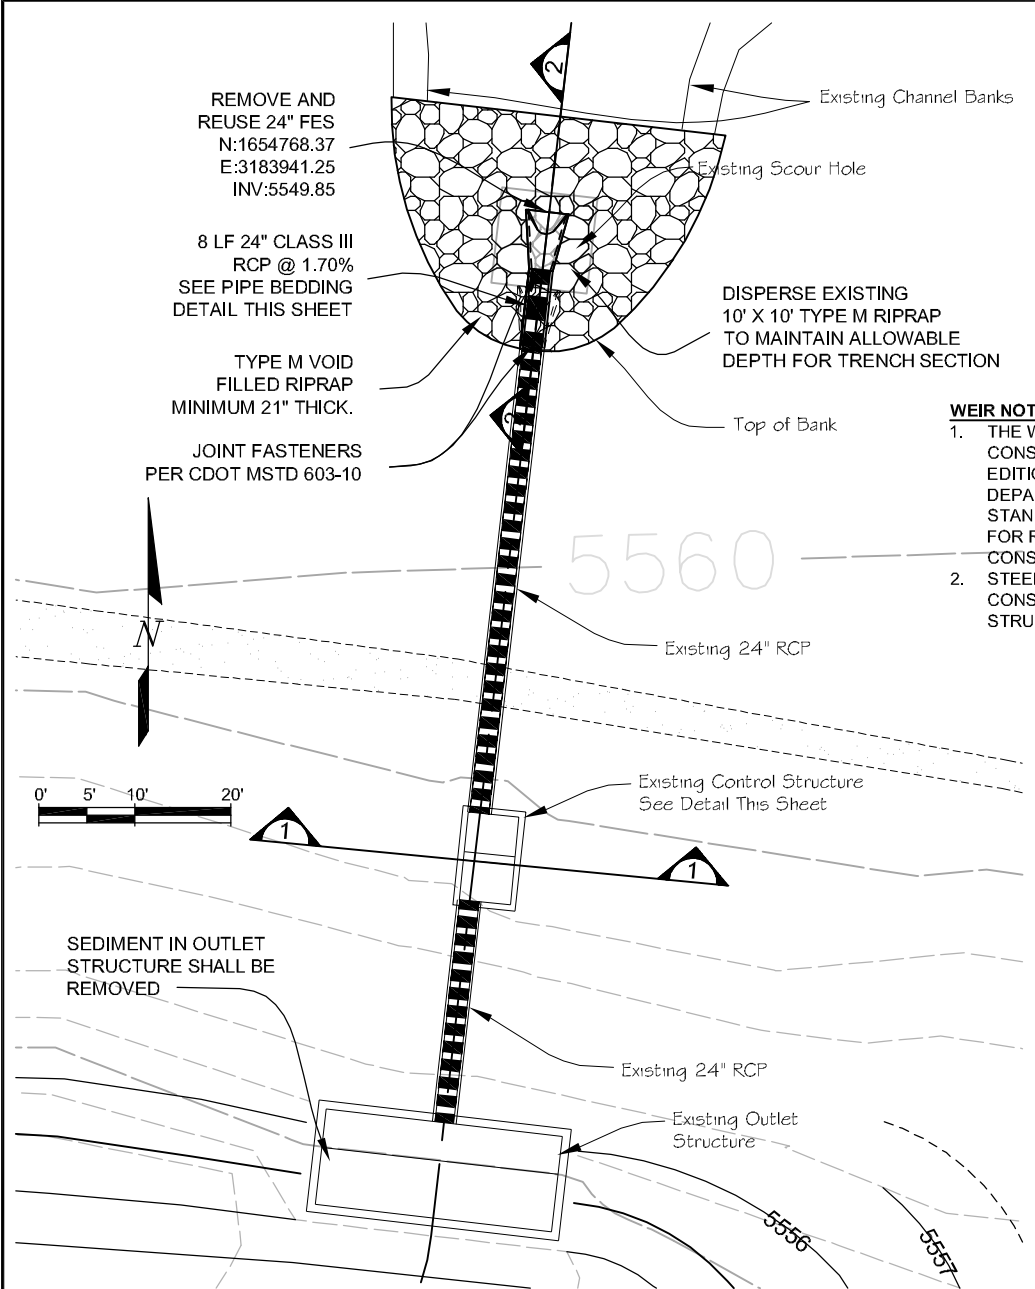 2
REMOVE AND
REUSE 24" FES
N:1654768.37
E:3183941.25
INV:5549.85
Existing Channel Banks
Existing Scour Hole
8 LF 24" CLASS III
RCP @ 1.70%
SEE PIPE BEDDING
DETAIL THIS SHEET
DISPERSE EXISTING
10' X 10' TYPE M RIPRAP
TO MAINTAIN ALLOWABLE
DEPTH FOR TRENCH SECTION
TYPE M VOID
FILLED RIPRAP
MINIMUM 21" THICK.
2
Top of Bank
JOINT FASTENERS
PER CDOT MSTD 603-10
WEIR NOT
1. THE W
CONS
EDITIO
DEPA
STAN
FOR R
CONS
2. STEE
CONS
STRU
5560
N
Existing 24" RCP
0' 5' 10' 20'
Existing Control Structure
See Detail This Sheet
1
1
SEDIMENT IN OUTLET
STRUCTURE SHALL BE
REMOVED
Existing 24" RCP
Existing Outlet
Structure
5556
5557